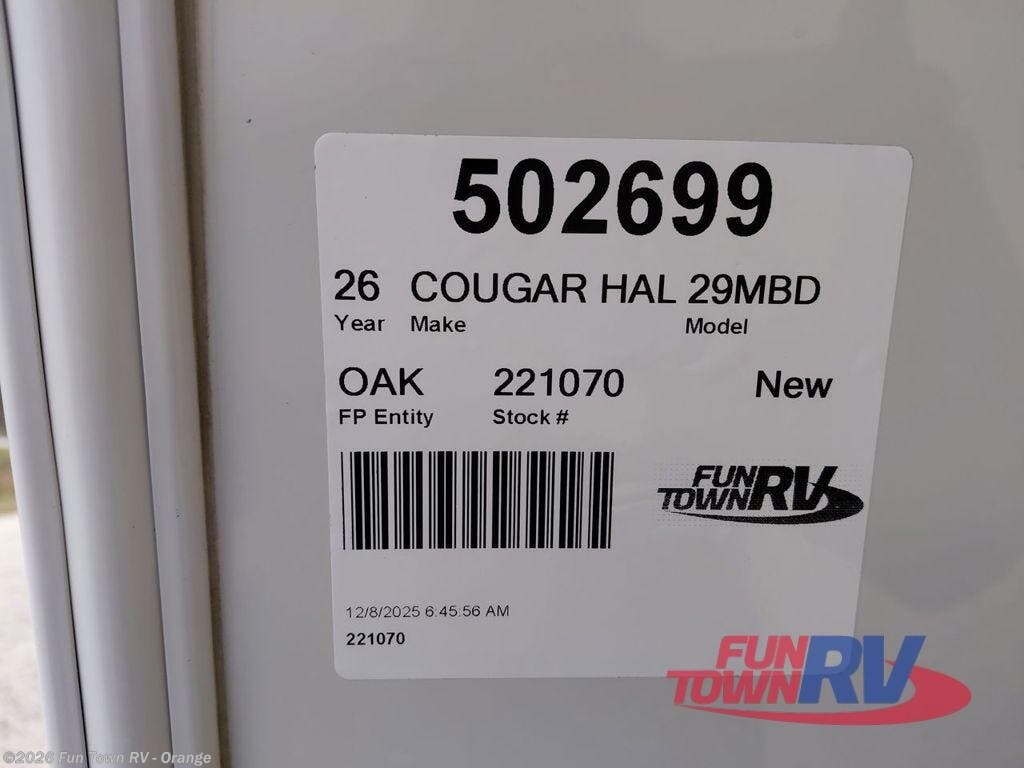 502699
26 COUGAR HAL 29MBD
Year Make Model
OAK 221070 New
FP Entity Stock #
FUN
TOWN RV
12/8/2025 6:45:56 AM
221070
FUN
TOWN RV
©2026 Fun Town RV - Orange